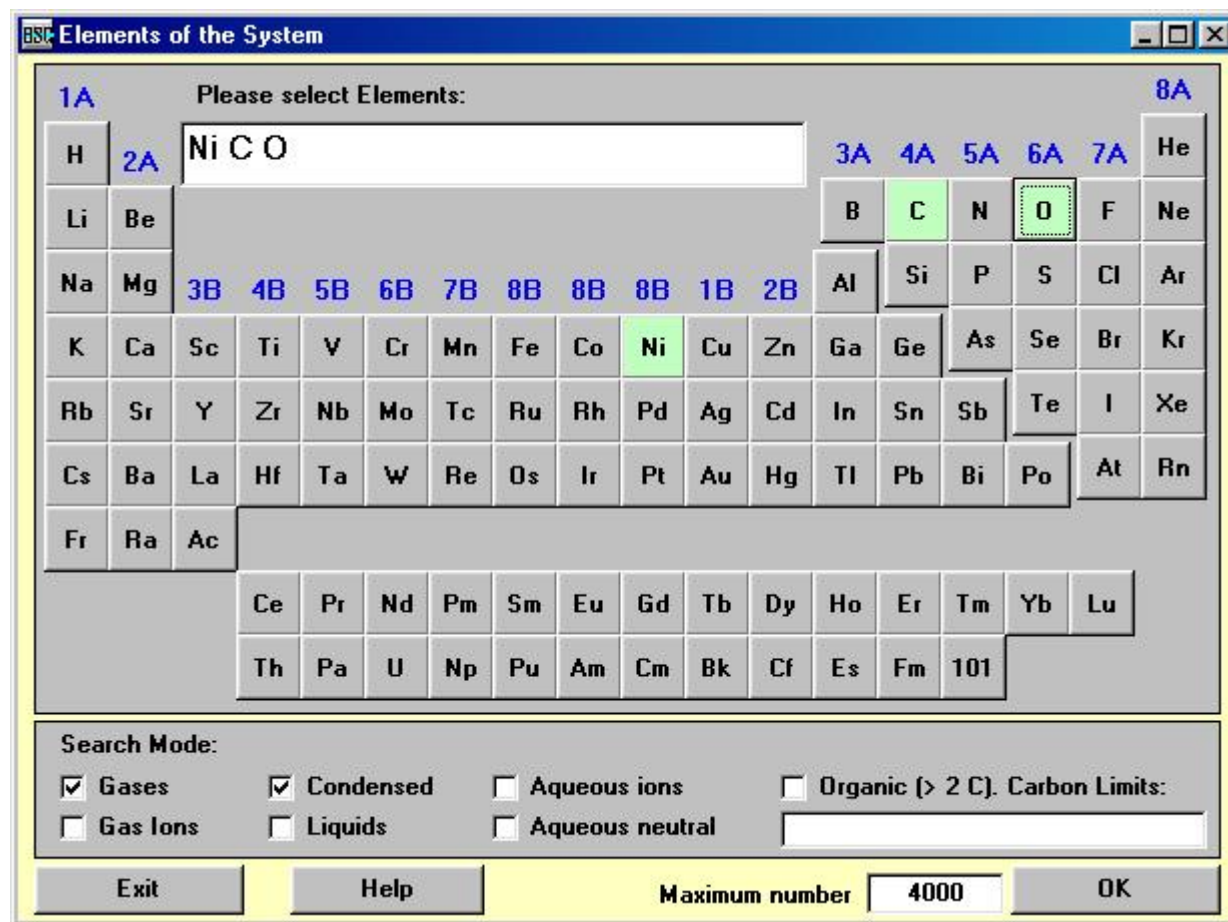 HSC Elements of the System
1A Please select Elements: 8A
H 2A Ni C O 3A 4A 5A 6A 7A He
Li Be B C N O F Ne
Na Mg 3B 4B 5B 6B 7B 8B 8B 8B 1B 2B Al Si P S Cl Ar
K Ca Sc Ti V Cr Mn Fe Co Ni Cu Zn Ga Ge As Se Br Kr
Rb Sr Y Zr Nb Mo Tc Ru Rh Pd Ag Cd In Sn Sb Te I Xe
Cs Ba La Hf Ta W Re Os Ir Pt Au Hg Tl Pb Bi Po At Rn
Fr Ra Ac
Ce Pr Nd Pm Sm Eu Gd Tb Dy Ho Er Tm Yb Lu
Th Pa U Np Pu Am Cm Bk Cf Es Fm 101
Search Mode:
Gases Condensed Aqueous ions Organic (> 2 C). Carbon Limits:
Gas Ions Liquids Aqueous neutral
Exit Help Maximum number 4000 OK